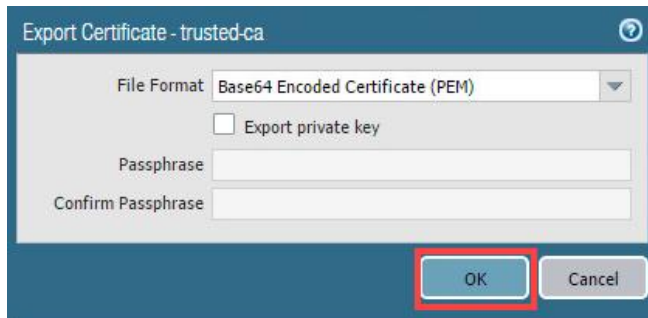 Export Certificate - trusted-ca
File Format Base64 Encoded Certificate (PEM)
Export private key
Passphrase
Confirm Passphrase
OK Cancel